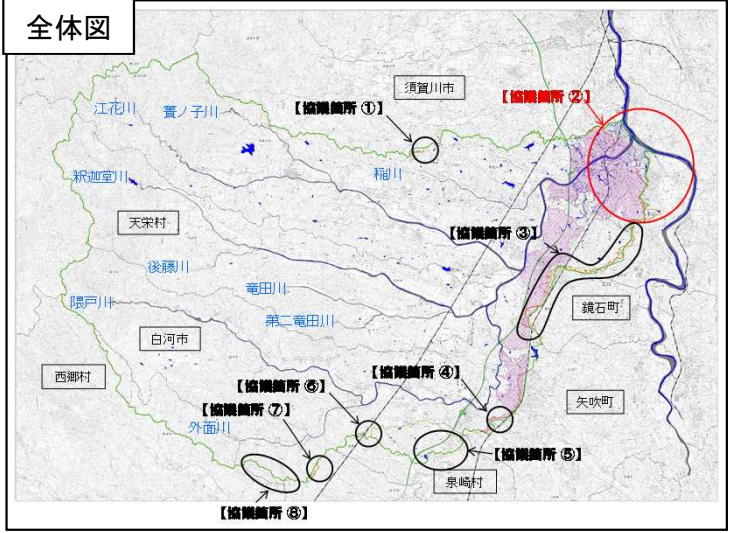 全体図
須賀川市
【協議箇所 ②】
江花川
簀ノ子川
【協議箇所 ①】
稲川
釈迦堂川
天栄村
【協議箇所 ③】
後藤川
隈戸川
竜田川
鏡石町
第二竜田川
白河市
西郷村
【協議箇所 ⑥】
【協議箇所 ④】
矢吹町
【協議箇所 ⑦】
外面川
【協議箇所 ⑤】
泉崎村
【協議箇所 ⑧】